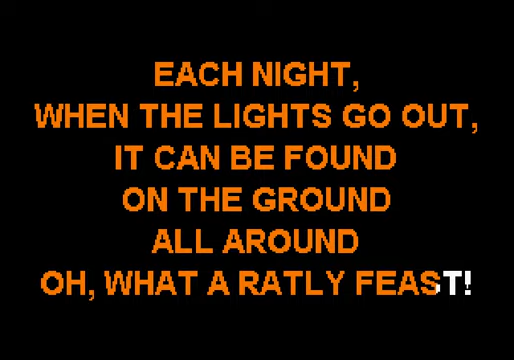 EACH NIGHT,
WHEN THE LIGHTS GO OUT,
IT CAN BE FOUND
ON THE GROUND
ALL AROUND
OH, WHAT A RATLY FEAST!